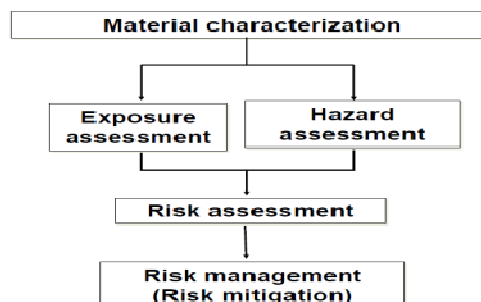 Material characterization
Exposure
assessment
Hazard
assessment
Risk assessment
Risk management
(Risk mitigation)